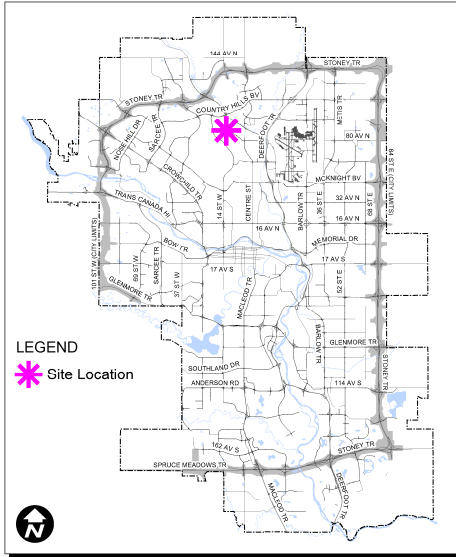 144 AV N
STONEY TR
STONEY TR
COUNTRY HILLS BV
METIS TR
NOSE HILL DR
SARCEE TR
DEERFOOT TR
80 AV N
84 ST E (CITY LIMITS)
CROWCHILD TR
MCKNIGHT BV
TRANS CANADA HI
14 ST W
CENTRE ST
BARLOW TR
36 ST E
32 AV N
68 ST E
16 AV N
16 AV N
BOW TR
MEMORIAL DR
101 ST W (CITY LIMITS)
69 ST W
SARCEE TR
37 ST W
17 AV S
17 AV S
52 ST E
GLENMORE TR
MACLEOD TR
BARLOW TR
GLENMORE TR
LEGEND
Site Location
SOUTHLAND DR
ANDERSON RD
114 AV S
STONEY TR
162 AV S
STONEY TR
SPRUCE MEADOWS TR
MACLEOD TR
DEERFOOT TR
N